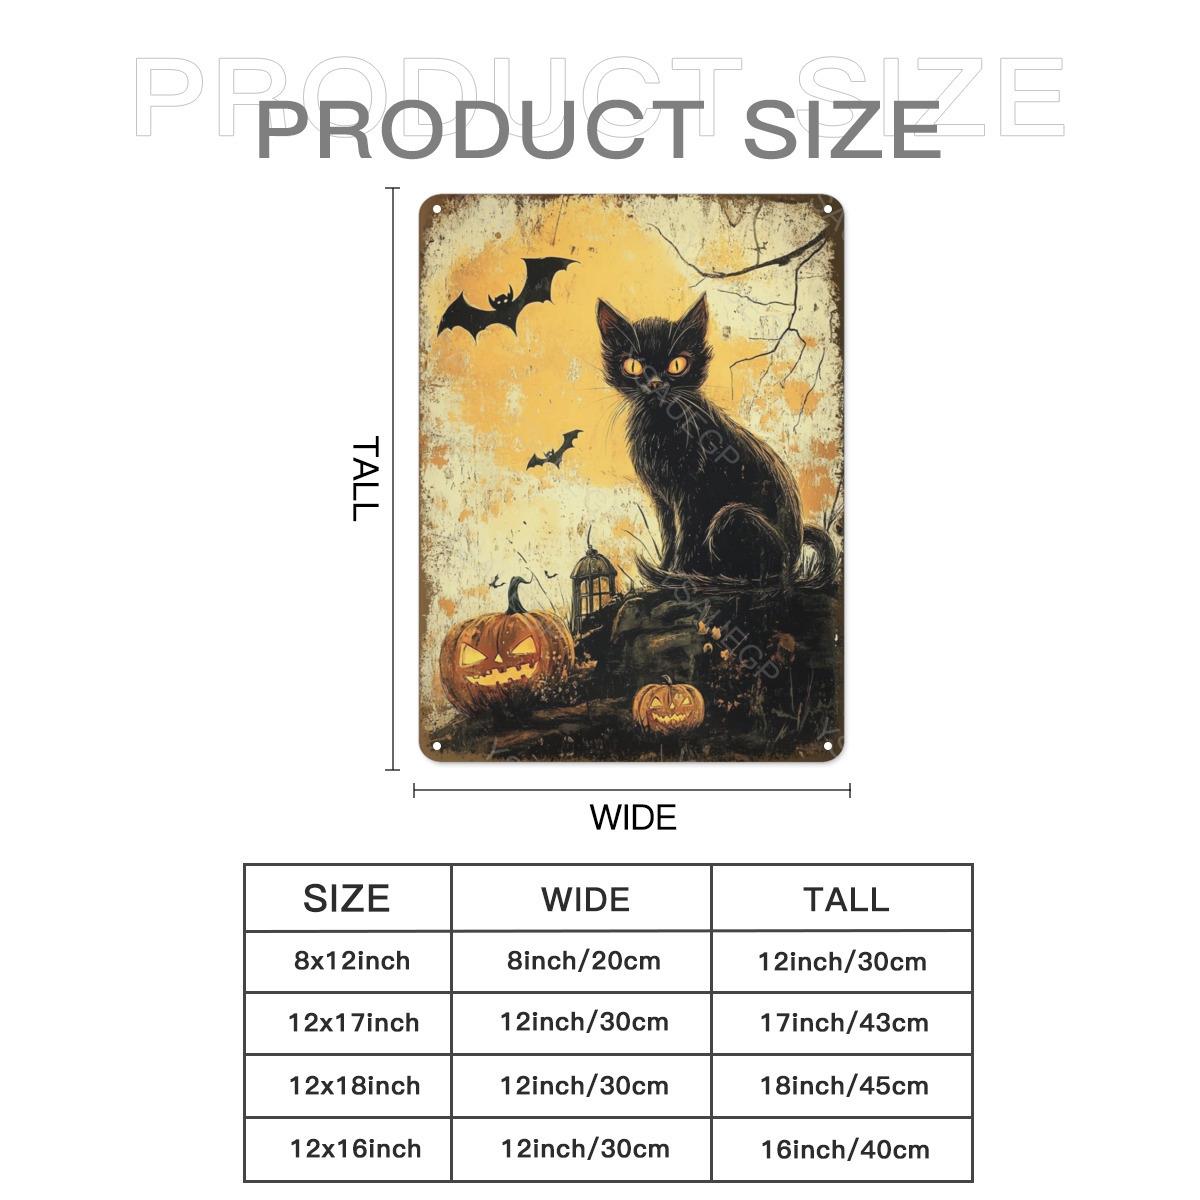 PRODUCT SIZE
PRODUCT SIZE
TALL
WIDE
SIZE WIDE TALL
8x12inch 8inch/20cm 12inch/30cm
12x17inch 12inch/30cm 17inch/43cm
12x18inch 12inch/30cm 18inch/45cm
12x16inch 12inch/30cm 16inch/40cm